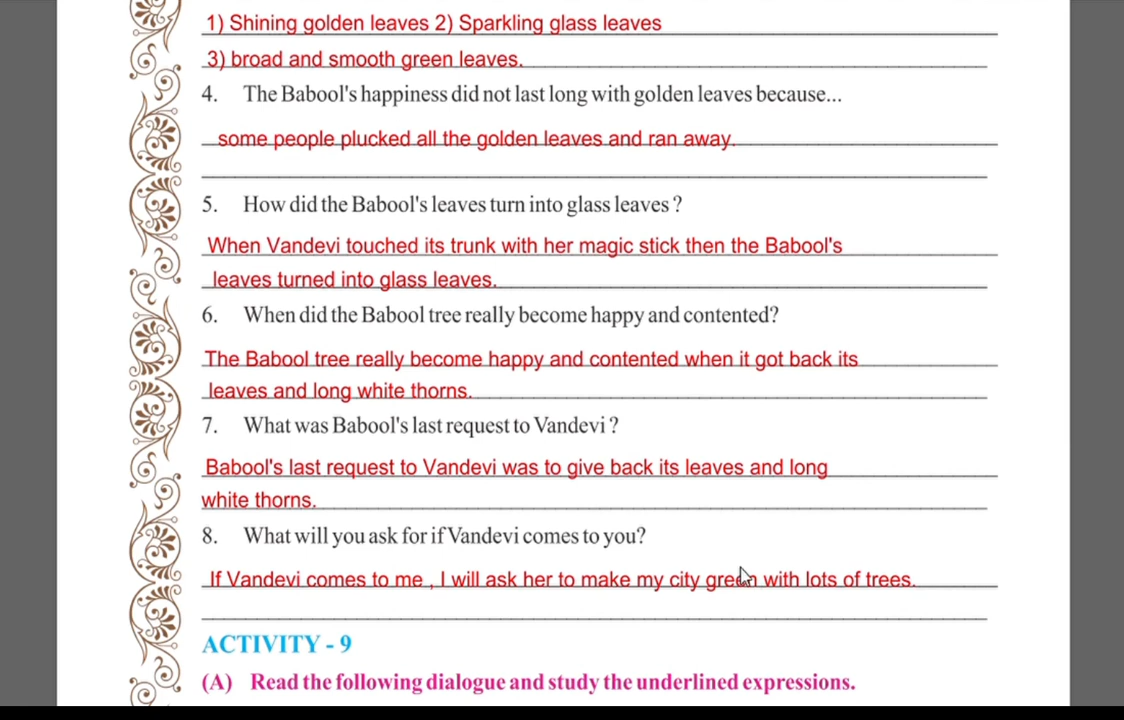 1) Shining golden leaves 2) Sparkling glass leaves
3) broad and smooth green leaves.
4. The Babool's happiness did not last long with golden leaves because...
some people plucked all the golden leaves and ran away.
5. How did the Babool's leaves turn into glass leaves ?
When Vandevi touched its trunk with her magic stick then the Babool's
leaves turned into glass leaves.
6. When did the Babool tree really become happy and contented?
The Babool tree really become happy and contented when it got back its
leaves and long white thorns.
7. What was Babool's last request to Vandevi ?
Babool's last request to Vandevi was to give back its leaves and long
white thorns.
8. What will you ask for if Vandevi comes to you?
If Vandevi comes to me , I will ask her to make my city green with lots of trees.
ACTIVITY - 9
(A) Read the following dialogue and study the underlined expressions.